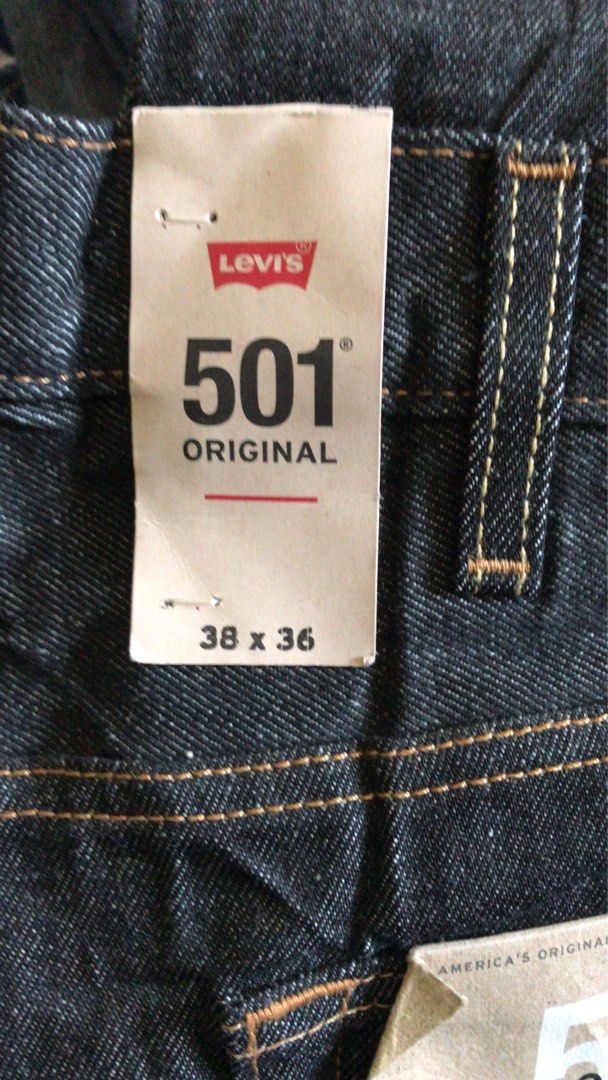 LEVI'S®
501®
ORIGINAL
38 x 36
AMERICA'S ORIGINAL